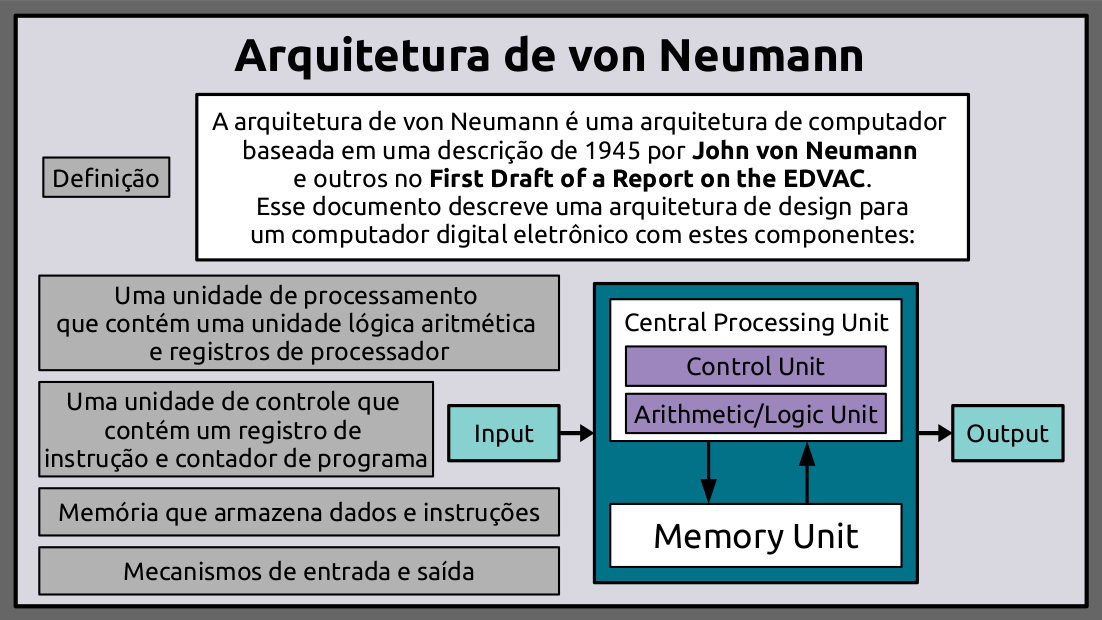 Arquitetura de von Neumann
Definição
A arquitetura de von Neumann é uma arquitetura de computador
baseada em uma descrição de 1945 por John von Neumann
e outros no First Draft of a Report on the EDVAC.
Esse documento descreve uma arquitetura de design para
um computador digital eletrônico com estes componentes:
Uma unidade de processamento
que contém uma unidade lógica aritmética
e registros de processador
Uma unidade de controle que
contém um registro de
instrução e contador de programa
Memória que armazena dados e instruções
Mecanismos de entrada e saída
Input
Central Processing Unit
Control Unit
Arithmetic/Logic Unit
Memory Unit
Output